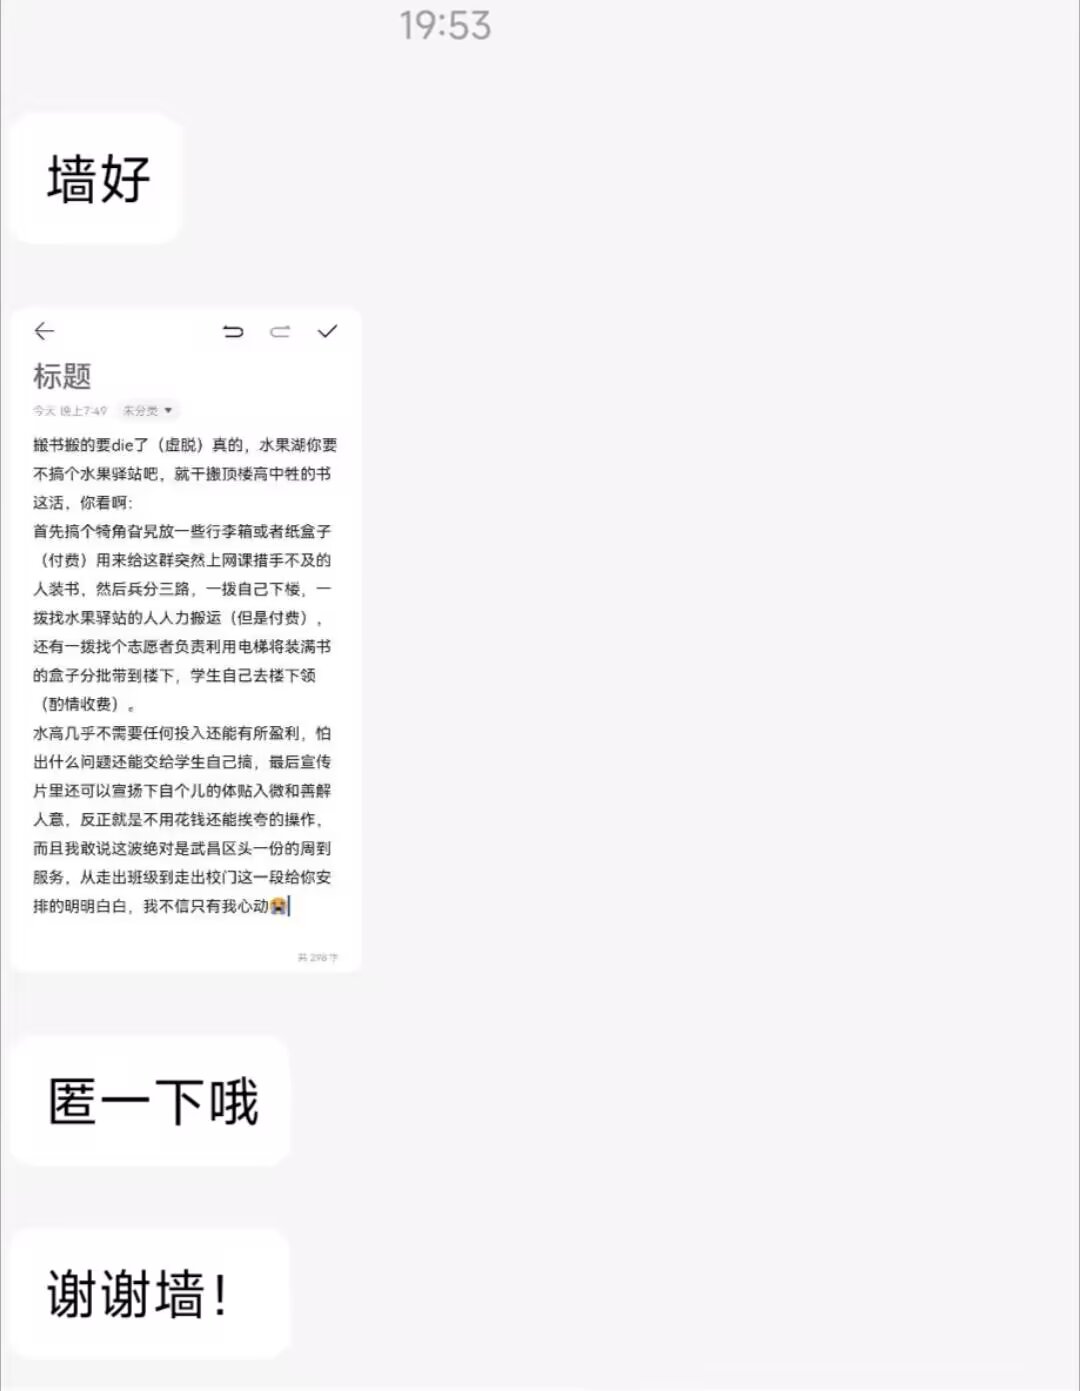 19:53
墙好
标题
今天 晚上7:49 未分类
搬书搬的要die了（虚脱）真的，水果湖你要
不搞个水果驿站吧，就干搬顶楼高中牲的书
这活，你看啊：
首先搞个犄角旮旯放一些行李箱或者纸盒子
（付费）用来给这群突然上网课措手不及的
人装书，然后兵分三路，一拨自己下楼，一
拨找水果驿站的人人力搬运（但是付费），
还有一拨找个志愿者负责利用电梯将装满书
的盒子分批带到楼下，学生自己去楼下领
（酌情收费）。
水高几乎不需要任何投入还能有所盈利，怕
出什么问题还能交给学生自己搞，最后宣传
片里还可以宣扬下自个儿的体贴入微和善解
人意，反正就是不用花钱还能挨夸的操作，
而且我敢说这波绝对是武昌区头一份的周到
服务，从走出班级到走出校门这一段给你安
排的明明白白，我不信只有我心动😭
共 298 字
匿一下哦
谢谢墙！